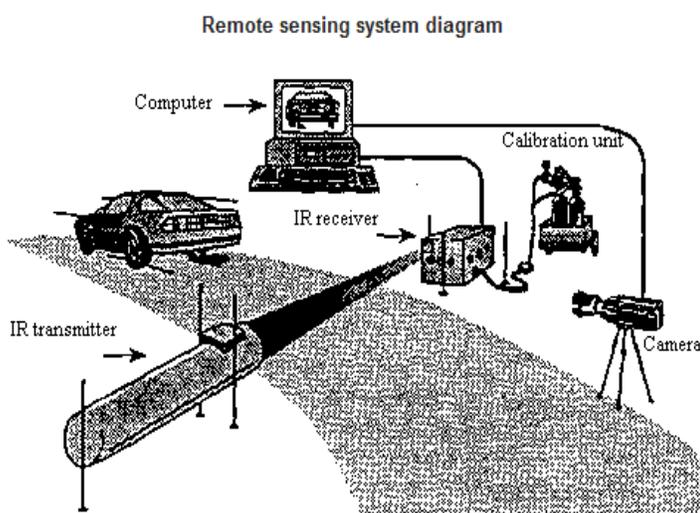 Remote sensing system diagram
Computer
Calibration unit
IR receiver
IR transmitter
Camera